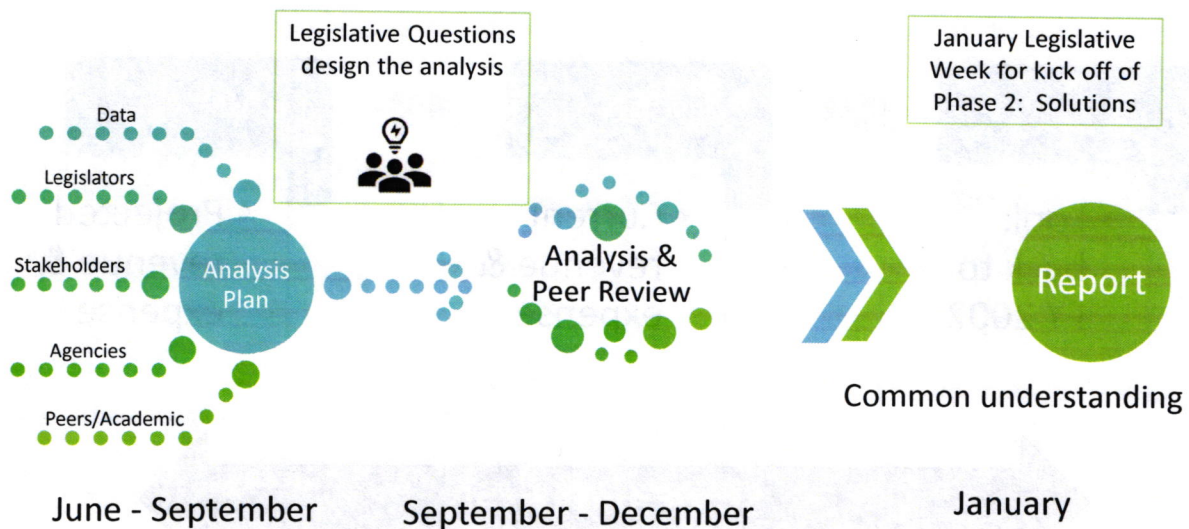 Legislative Questions
design the analysis
January Legislative
Week for kick off of
Phase 2: Solutions
Data
Legislators
Stakeholders
Agencies
Peers/Academic
Analysis
Plan
Analysis &
Peer Review
Report
Common understanding
June - September
September - December
January